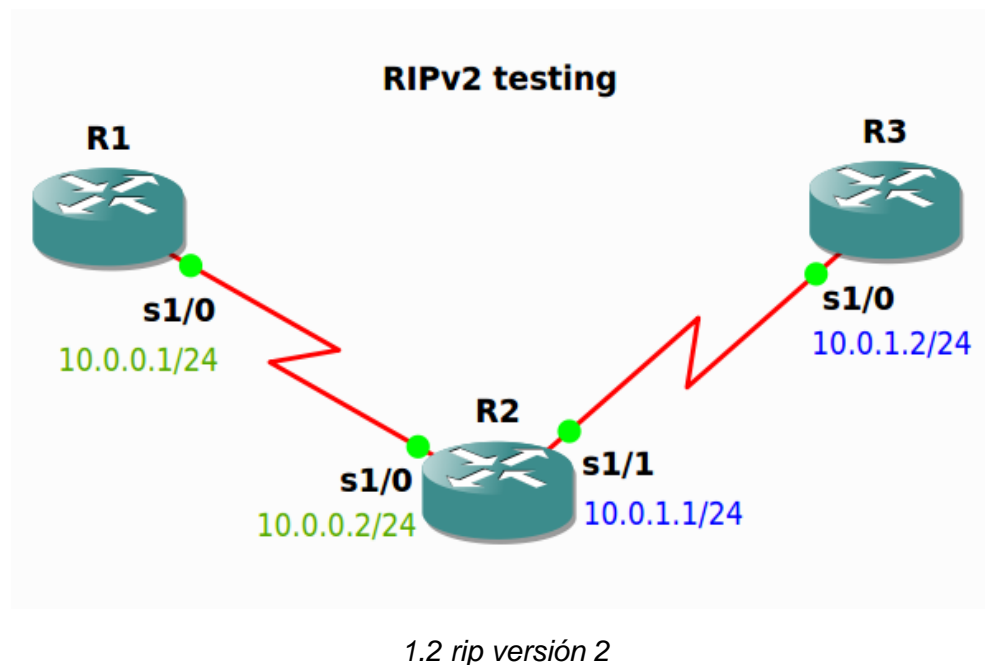 RIPv2 testing
R1
R3
s1/0
10.0.0.1/24
s1/0
10.0.1.2/24
R2
s1/0
10.0.0.2/24
s1/1
10.0.1.1/24
1.2 rip versión 2